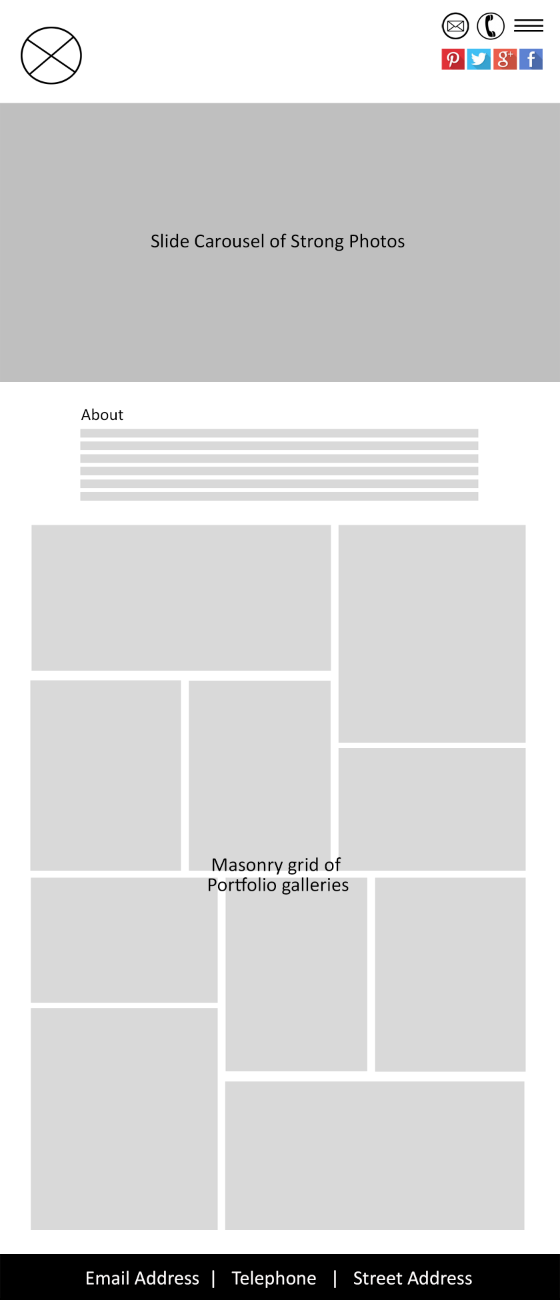 Slide Carousel of Strong Photos
About
Masonry grid of
Portfolio galleries
Email Address | Telephone | Street Address